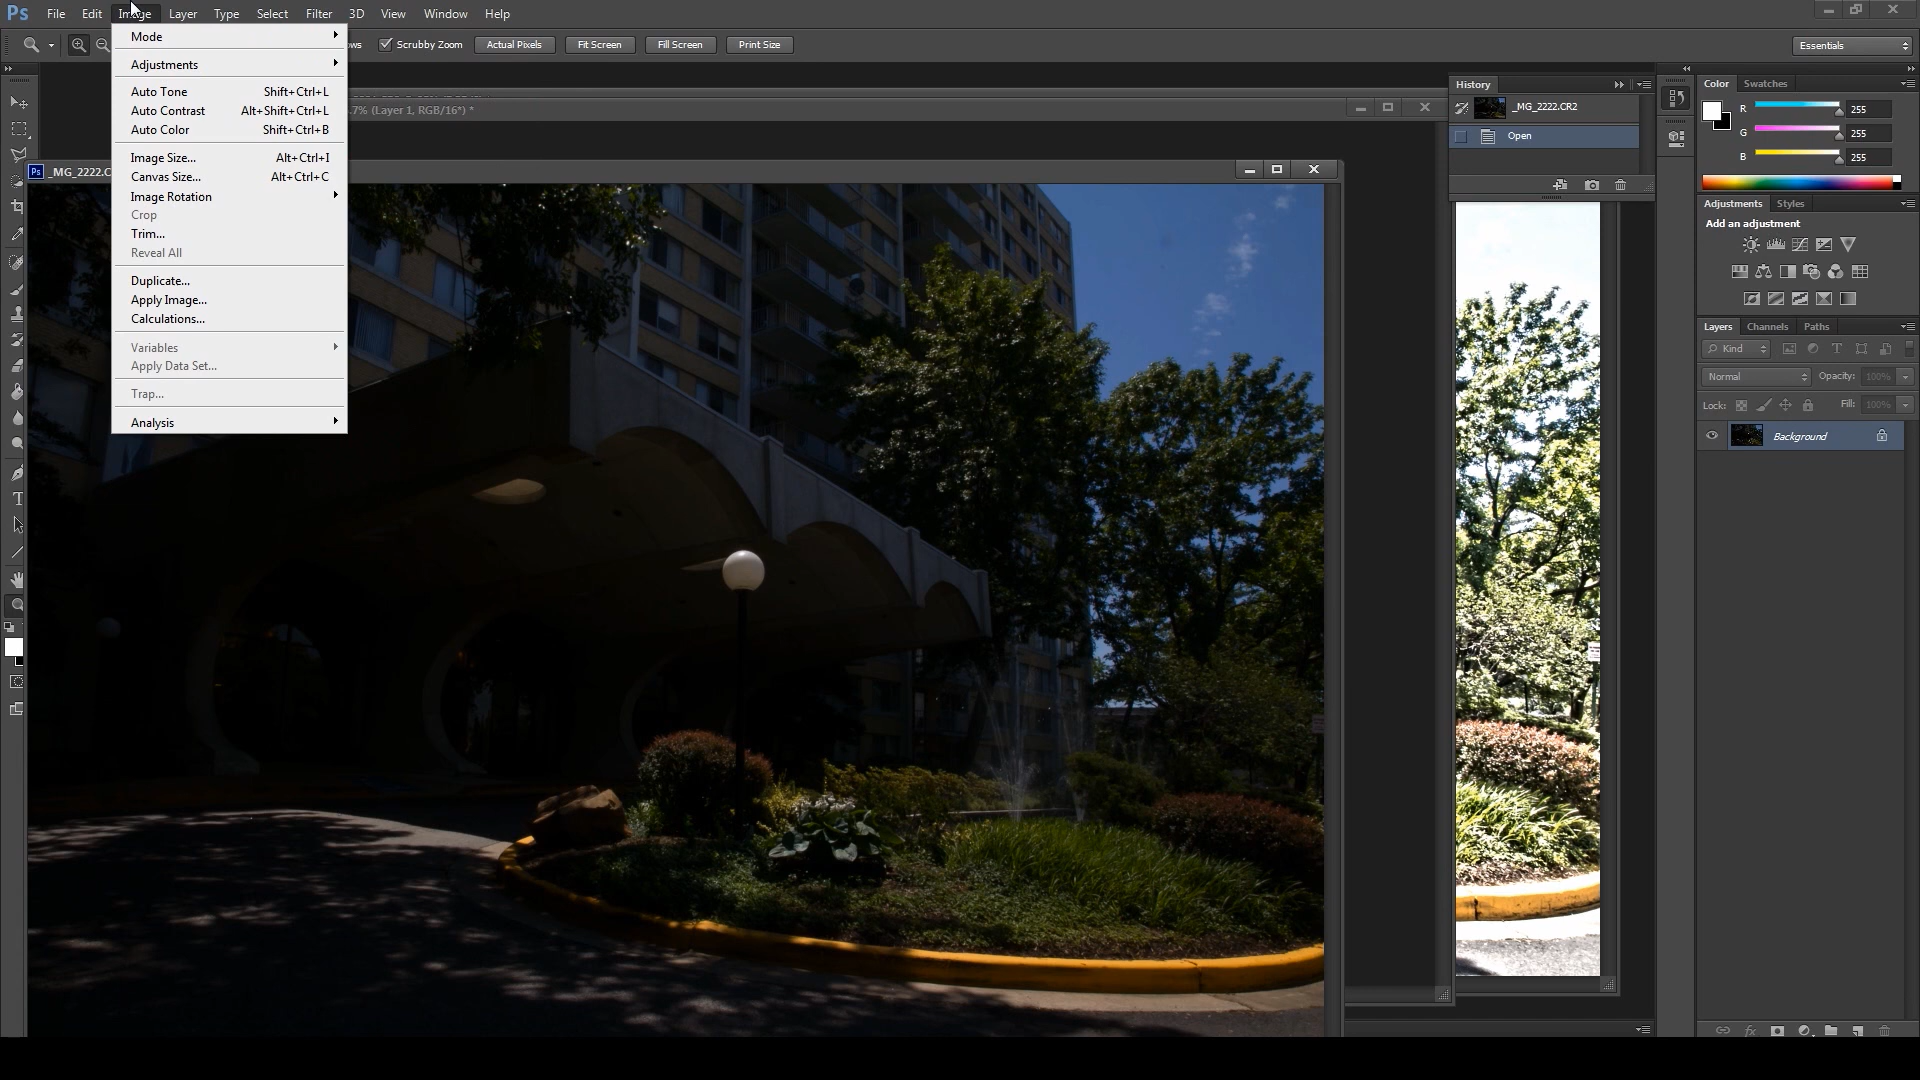 Ps File Edit Image Layer Type Select Filter 3D View Window Help
Scrubby Zoom Actual Pixels Fit Screen Fill Screen Print Size Essentials
Mode
Adjustments
Auto Tone Shift+Ctrl+L
Auto Contrast Alt+Shift+Ctrl+L
Auto Color Shift+Ctrl+B
Image Size... Alt+Ctrl+I
Canvas Size... Alt+Ctrl+C
Image Rotation
Crop
Trim...
Reveal All
Duplicate...
Apply Image...
Calculations...
Variables
Apply Data Set...
Trap...
Analysis
.7% (Layer 1, RGB/16*) *
Ps _MG_2222.C
History
_MG_2222.CR2
Open
Color Swatches
R 255
G 255
B 255
Adjustments Styles
Add an adjustment
Layers Channels Paths
Kind
Normal Opacity: 100%
Lock: Fill: 100%
Background